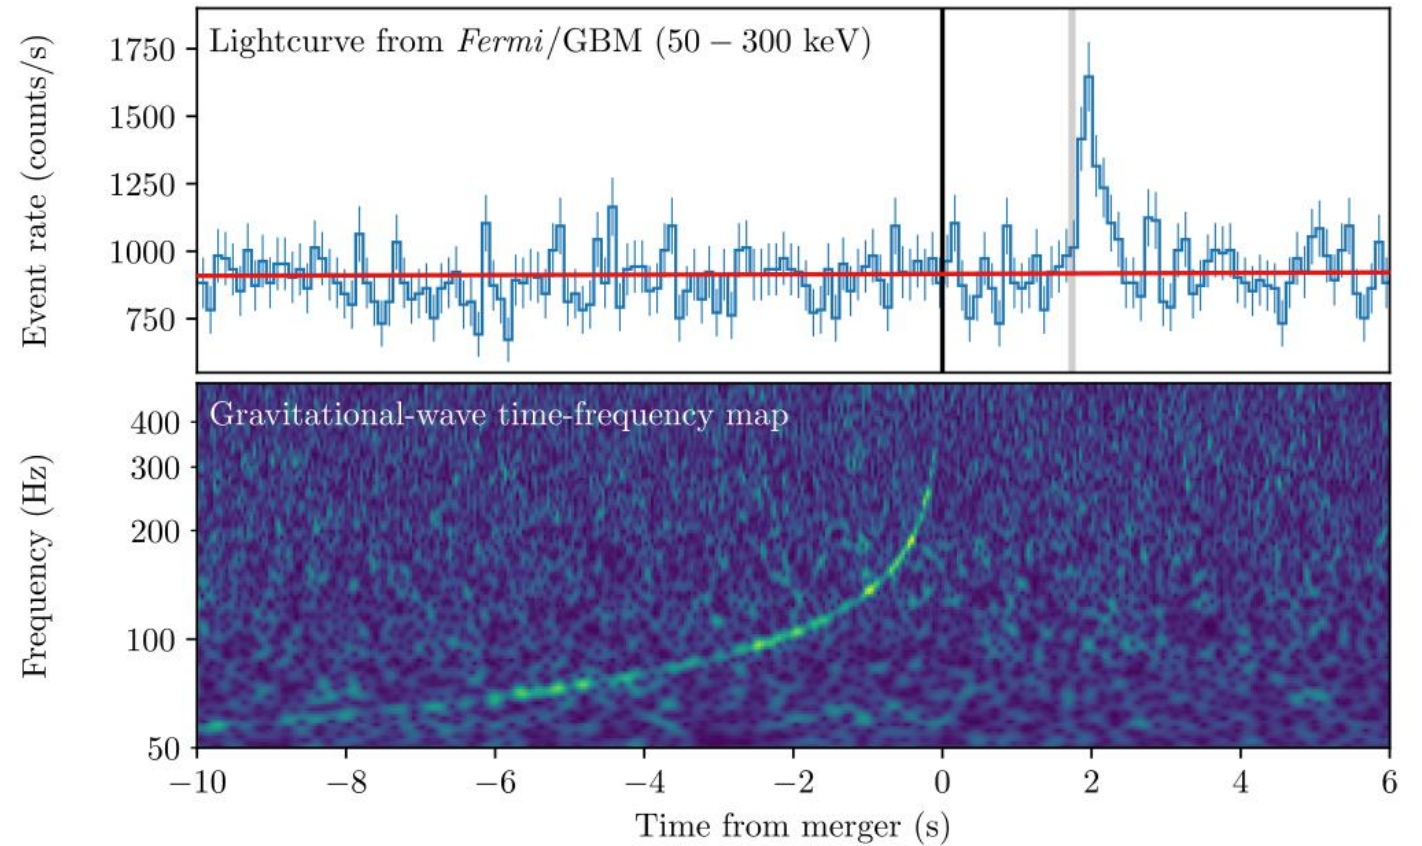 Lightcurve from Fermi/GBM (50 – 300 keV)
Event rate (counts/s)
1750
1500
1250
1000
750
Gravitational-wave time-frequency map
Frequency (Hz)
400
300
200
100
50
−10 −8 −6 −4 −2 0 2 4 6
Time from merger (s)